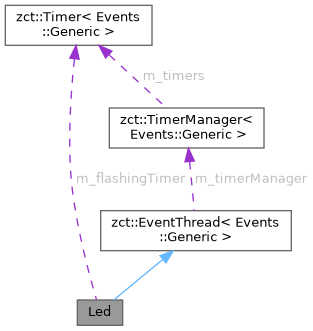 zct::Timer< Events
::Generic >
m_timers
zct::TimerManager<
Events::Generic >
m_flashingTimer
m_timerManager
zct::EventThread< Events
::Generic >
Led